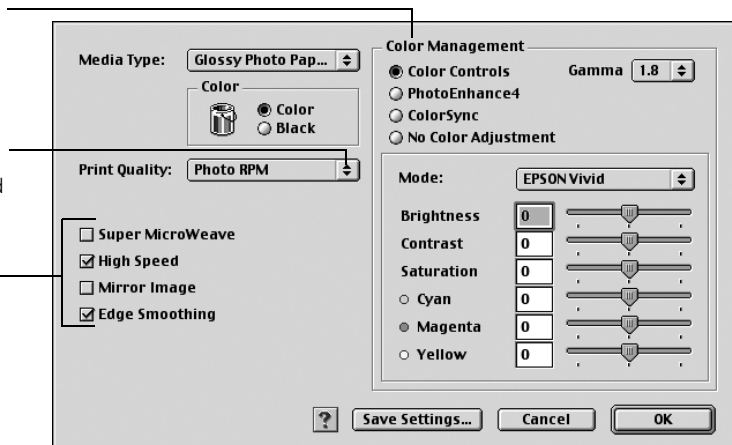 Media Type:
Glossy Photo Pap...
Color
Color
Black
Print Quality:
Photo RPM
d
Super MicroWeave
High Speed
Mirror Image
Edge Smoothing
Color Management
Color Controls
Gamma
1.8
PhotoEnhance4
ColorSync
No Color Adjustment
Mode:
EPSON Vivid
Brightness
0
Contrast
0
Saturation
0
Cyan
0
Magenta
0
Yellow
0
?
Save Settings...
Cancel
OK